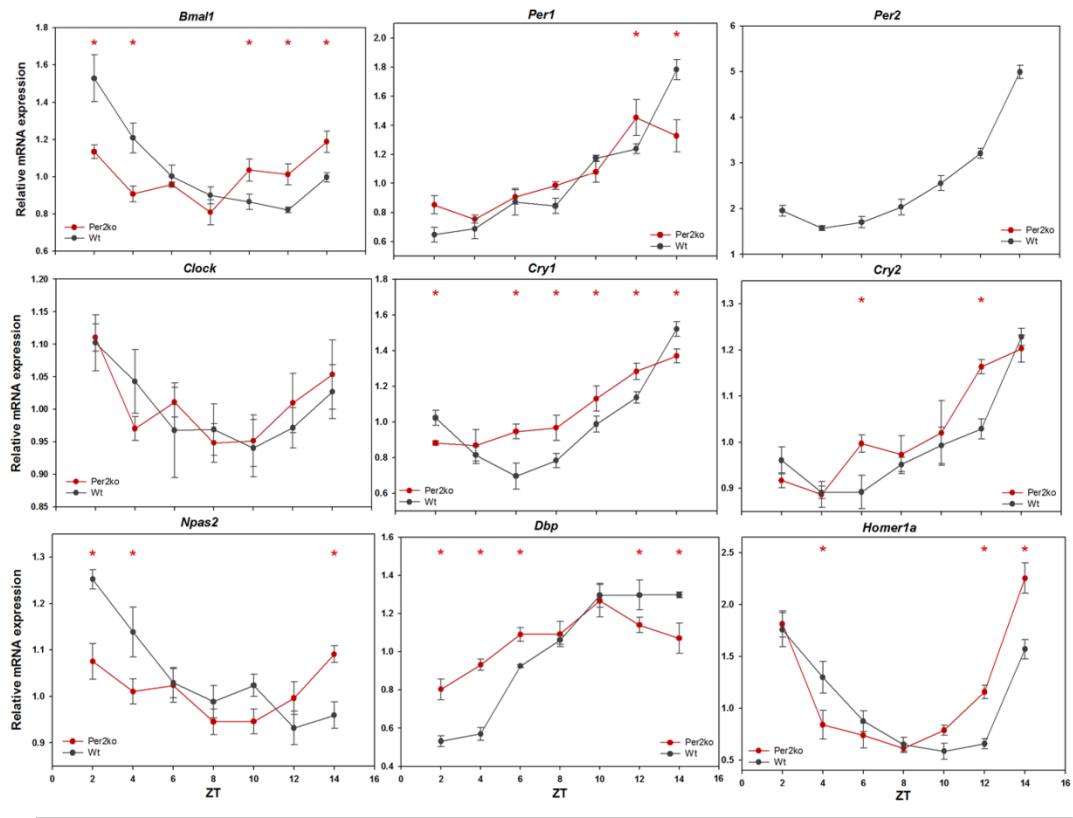 Bmal1
Per1
Per2
Relative mRNA expression
1.8
1.6
1.4
1.2
1.0
0.8
0.6
* * * * *
Per2ko
Wt
2.0
1.8
1.6
1.4
1.2
1.0
0.8
0.6
* *
Per2ko
Wt
6
5
4
3
2
1
Per2ko
Wt
Clock
Cry1
Cry2
Relative mRNA expression
1.20
1.15
1.10
1.05
1.00
0.95
0.90
0.85
Per2ko
Wt
1.8
1.6
1.4
1.2
1.0
0.8
0.6
* * * * * *
Per2ko
Wt
1.3
1.2
1.1
1.0
0.9
* *
Per2ko
Wt
Npas2
Dbp
Homer1a
Relative mRNA expression
1.3
1.2
1.1
1.0
0.9
* * *
Per2ko
Wt
0 2 4 6 8 10 12 14 16
ZT
1.6
1.4
1.2
1.0
0.8
0.6
0.4
* * * * *
Per2ko
Wt
0 2 4 6 8 10 12 14 16
ZT
2.5
2.0
1.5
1.0
0.5
* * *
Per2ko
Wt
0 2 4 6 8 10 12 14 16
ZT